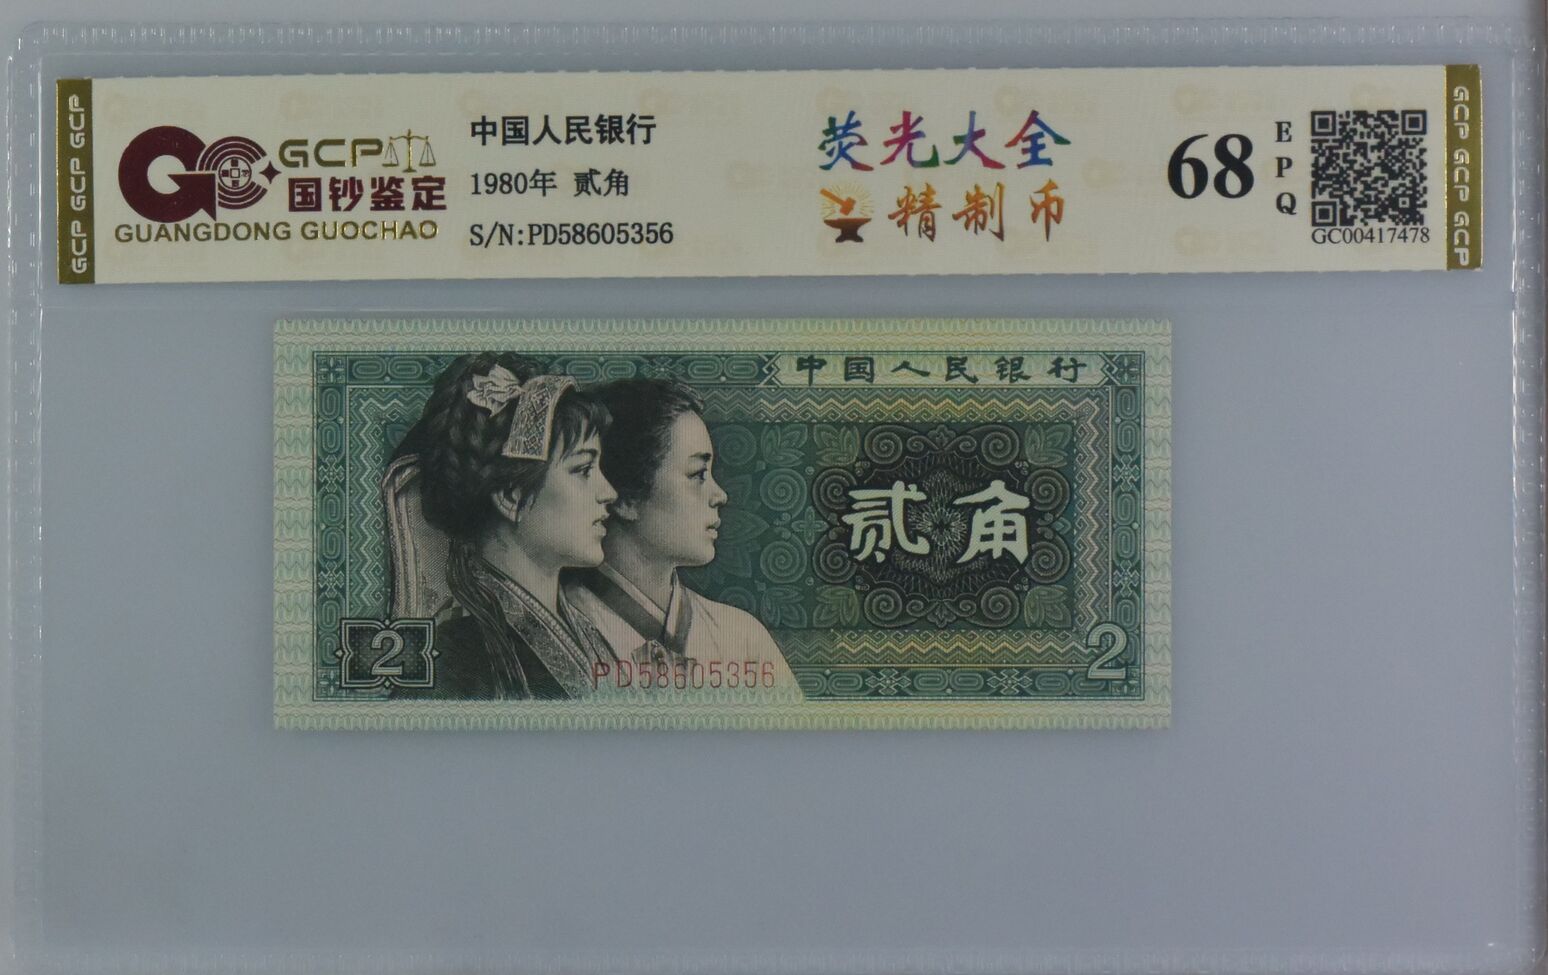 GCP GCP GCP
GCP
国钞鉴定
GUANGDONG GUOCHAO
中国人民银行
1980年 贰角
S/N:PD58605356
荧光大全
精制币
68
E
P
Q
GC00417478
GCP GCP GCP
中国人民银行
贰角
2
2
PD58605356